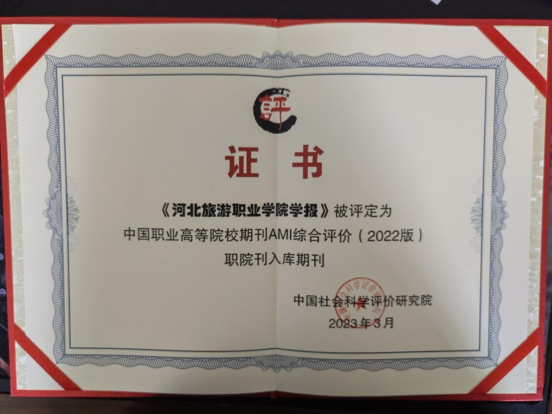 評
证书
《河北旅游职业学院学报》被评定为
中国职业高等院校期刊AMI综合评价（2022版）
职院刊入库期刊
中国社会科学评价研究院
2023年3月